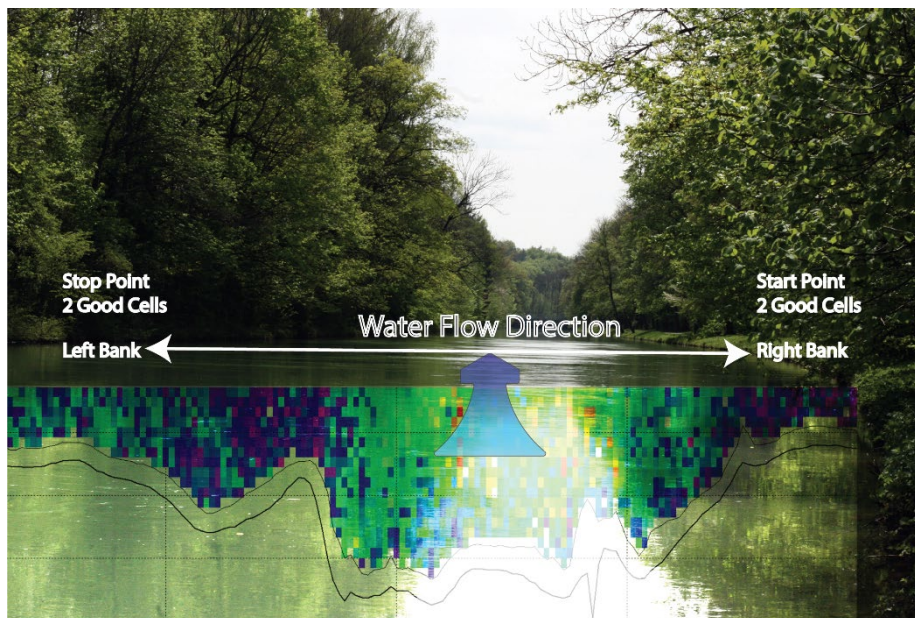 Stop Point
2 Good Cells
Start Point
2 Good Cells
Water Flow Direction
Left Bank
Right Bank